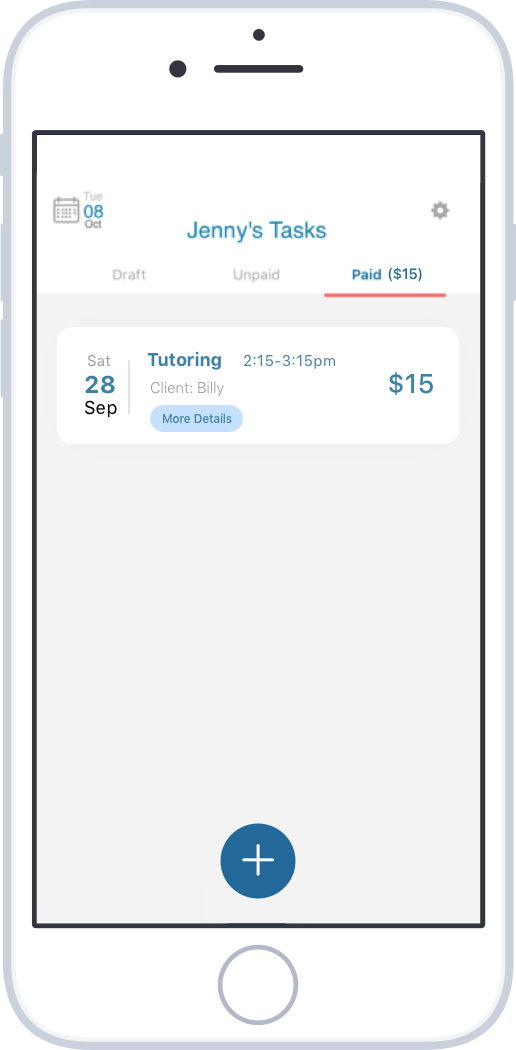 Tue
08
Oct
Jenny's Tasks
Draft
Unpaid
Paid ($15)
Sat
28
Sep
Tutoring 2:15-3:15pm
Client: Billy
More Details
$15